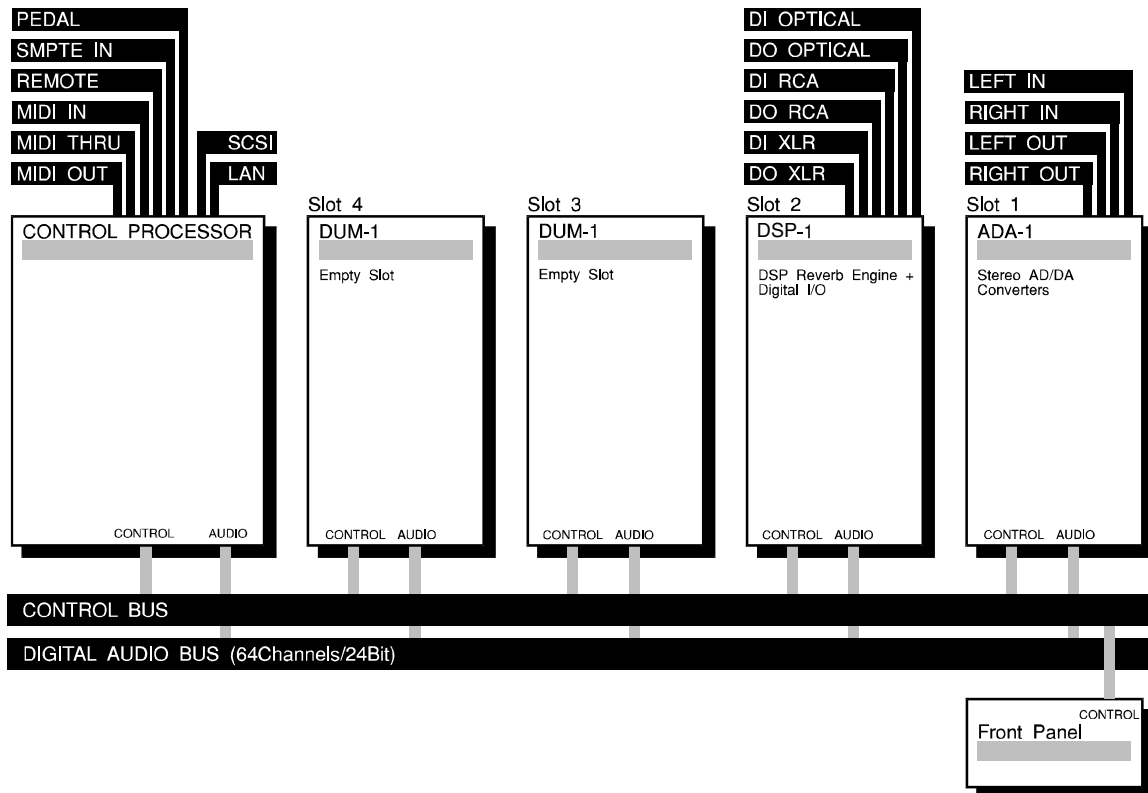 PEDAL
SMPTE IN
REMOTE
MIDI IN
MIDI THRU
MIDI OUT
SCSI
LAN
CONTROL PROCESSOR
CONTROL AUDIO
Slot 4
DUM-1
Empty Slot
CONTROL AUDIO
Slot 3
DUM-1
Empty Slot
CONTROL AUDIO
DI OPTICAL
DO OPTICAL
DI RCA
DO RCA
DI XLR
DO XLR
Slot 2
DSP-1
DSP Reverb Engine +
Digital I/O
CONTROL AUDIO
LEFT IN
RIGHT IN
LEFT OUT
RIGHT OUT
Slot 1
ADA-1
Stereo AD/DA
Converters
CONTROL AUDIO
CONTROL BUS
DIGITAL AUDIO BUS (64Channels/24Bit)
CONTROL
Front Panel